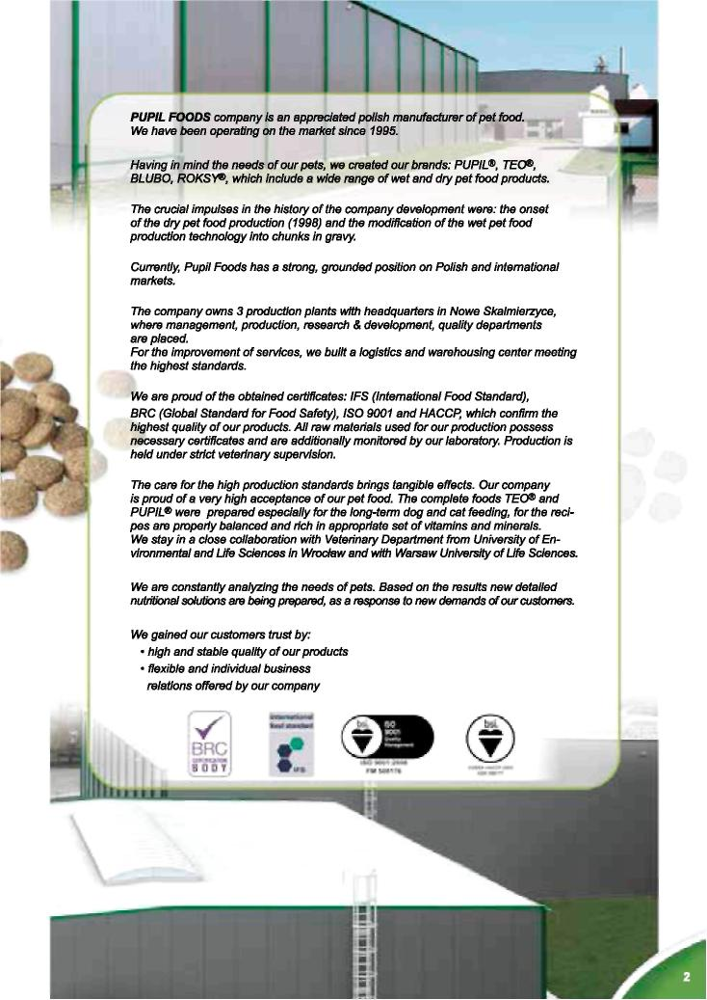 PUPIL FOODS company is an appreciated polish manufacturer of pet food.
We have been operating on the market since 1995.
Having in mind the needs of our pets, we created our brands: PUPIL®, TEO®,
BLUBO, ROKSY®, which include a wide range of wet and dry pet food products.
The crucial impulses in the history of the company development were: the onset
of the dry pet food production (1998) and the modification of the wet pet food
production technology into chunks in gravy.
Currently, Pupil Foods has a strong, grounded position on Polish and international
markets.
The company owns 3 production plants with headquarters in Nowe Skalmierzyce,
where management, production, research & development, quality departments
are placed.
For the improvement of services, we built a logistics and warehousing center meeting
the highest standards.
We are proud of the obtained certificates: IFS (International Food Standard),
BRC (Global Standard for Food Safety), ISO 9001 and HACCP, which confirm the
highest quality of our products. All raw materials used for our production possess
necessary certificates and are additionally monitored by our laboratory. Production is
held under strict veterinary supervision.
The care for the high production standards brings tangible effects. Our company
is proud of a very high acceptance of our pet food. The complete foods TEO® and
PUPIL® were prepared especially for the long-term dog and cat feeding, for the reci-
pes are properly balanced and rich in appropriate set of vitamins and minerals.
We stay in a close collaboration with Veterinary Department from University of En-
vironmental and Life Sciences in Wrocław and with Warsaw University of Life Sciences.
We are constantly analyzing the needs of pets. Based on the results new detailed
nutritional solutions are being prepared, as a response to new demands of our customers.
We gained our customers trust by:
• high and stable quality of our products
• flexible and individual business
relations offered by our company
BRC
CERTIFICATION
BODY
international
food standard
IFS
bsi.
ISO
9001
Quality
Management
ISO 9001:2008
FM 508176
bsi.
2